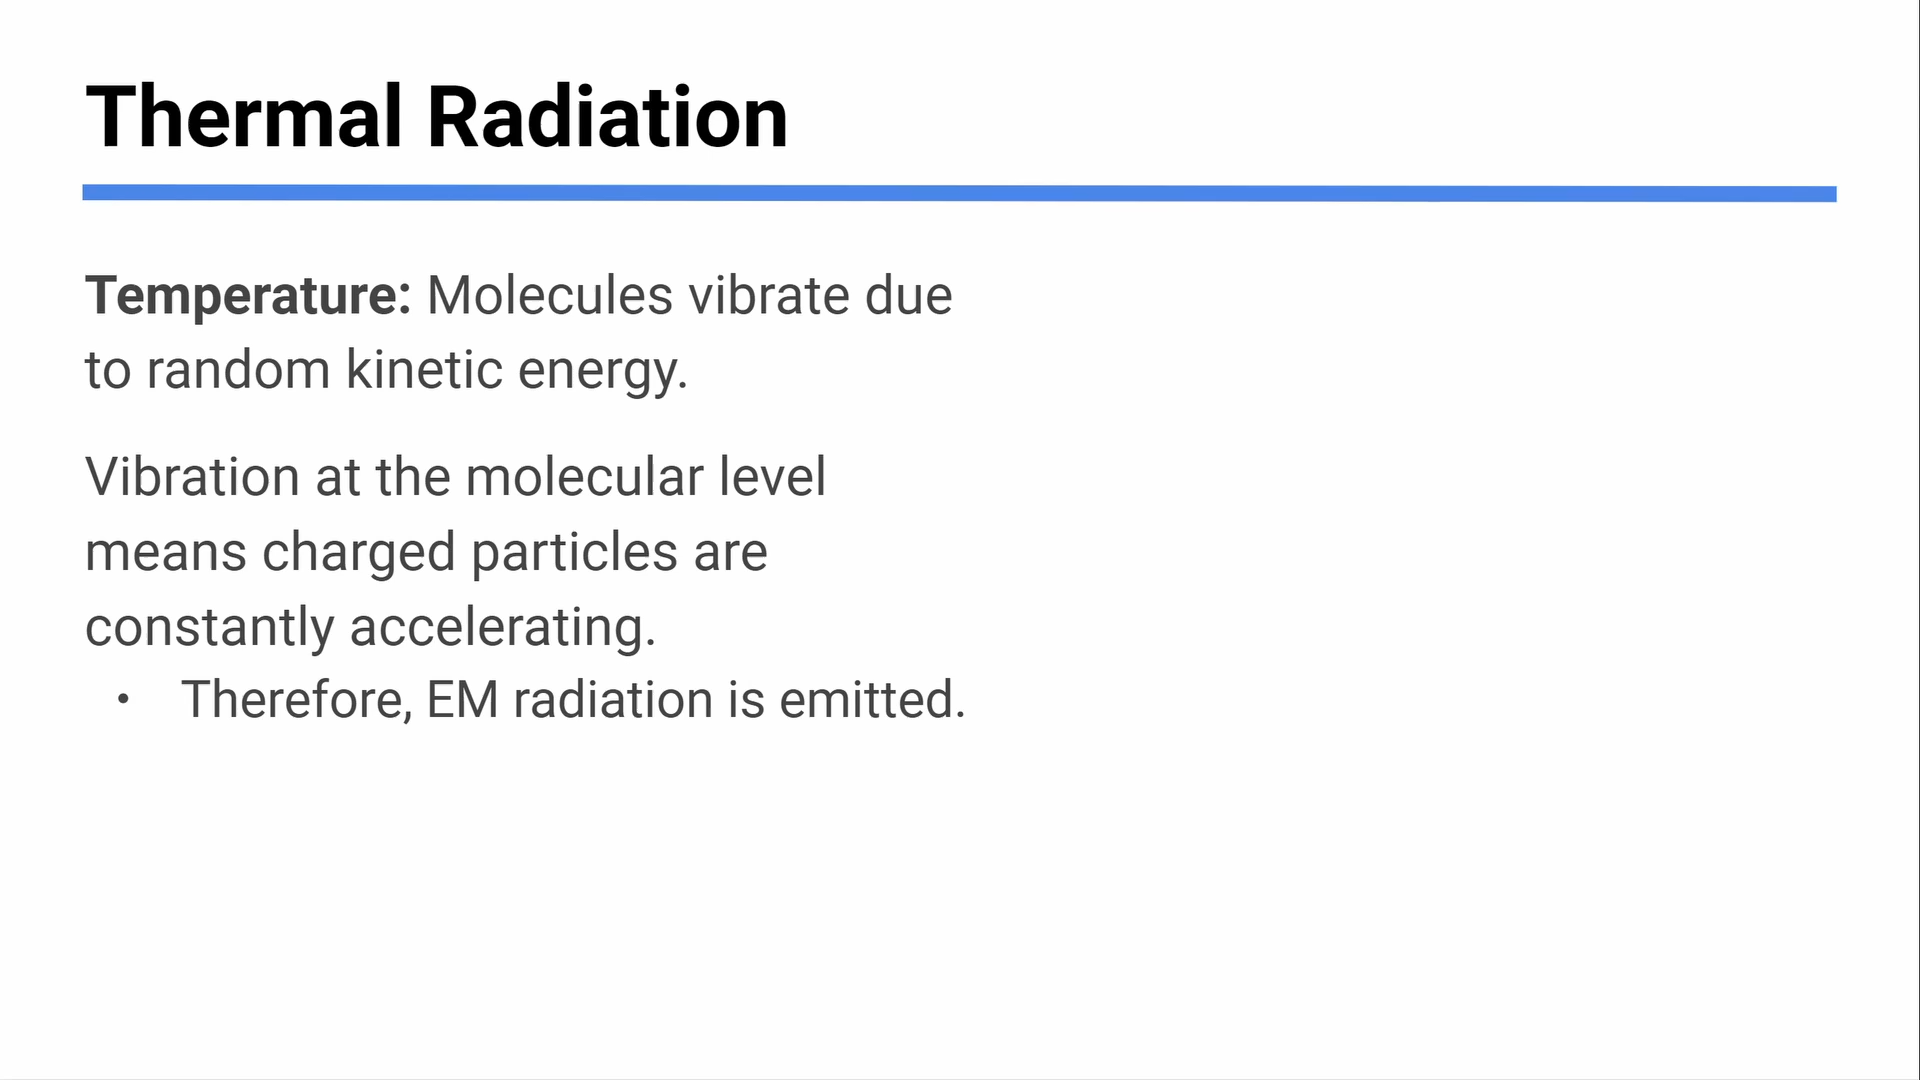 Thermal Radiation
Temperature: Molecules vibrate due
to random kinetic energy.
Vibration at the molecular level
means charged particles are
constantly accelerating.
• Therefore, EM radiation is emitted.